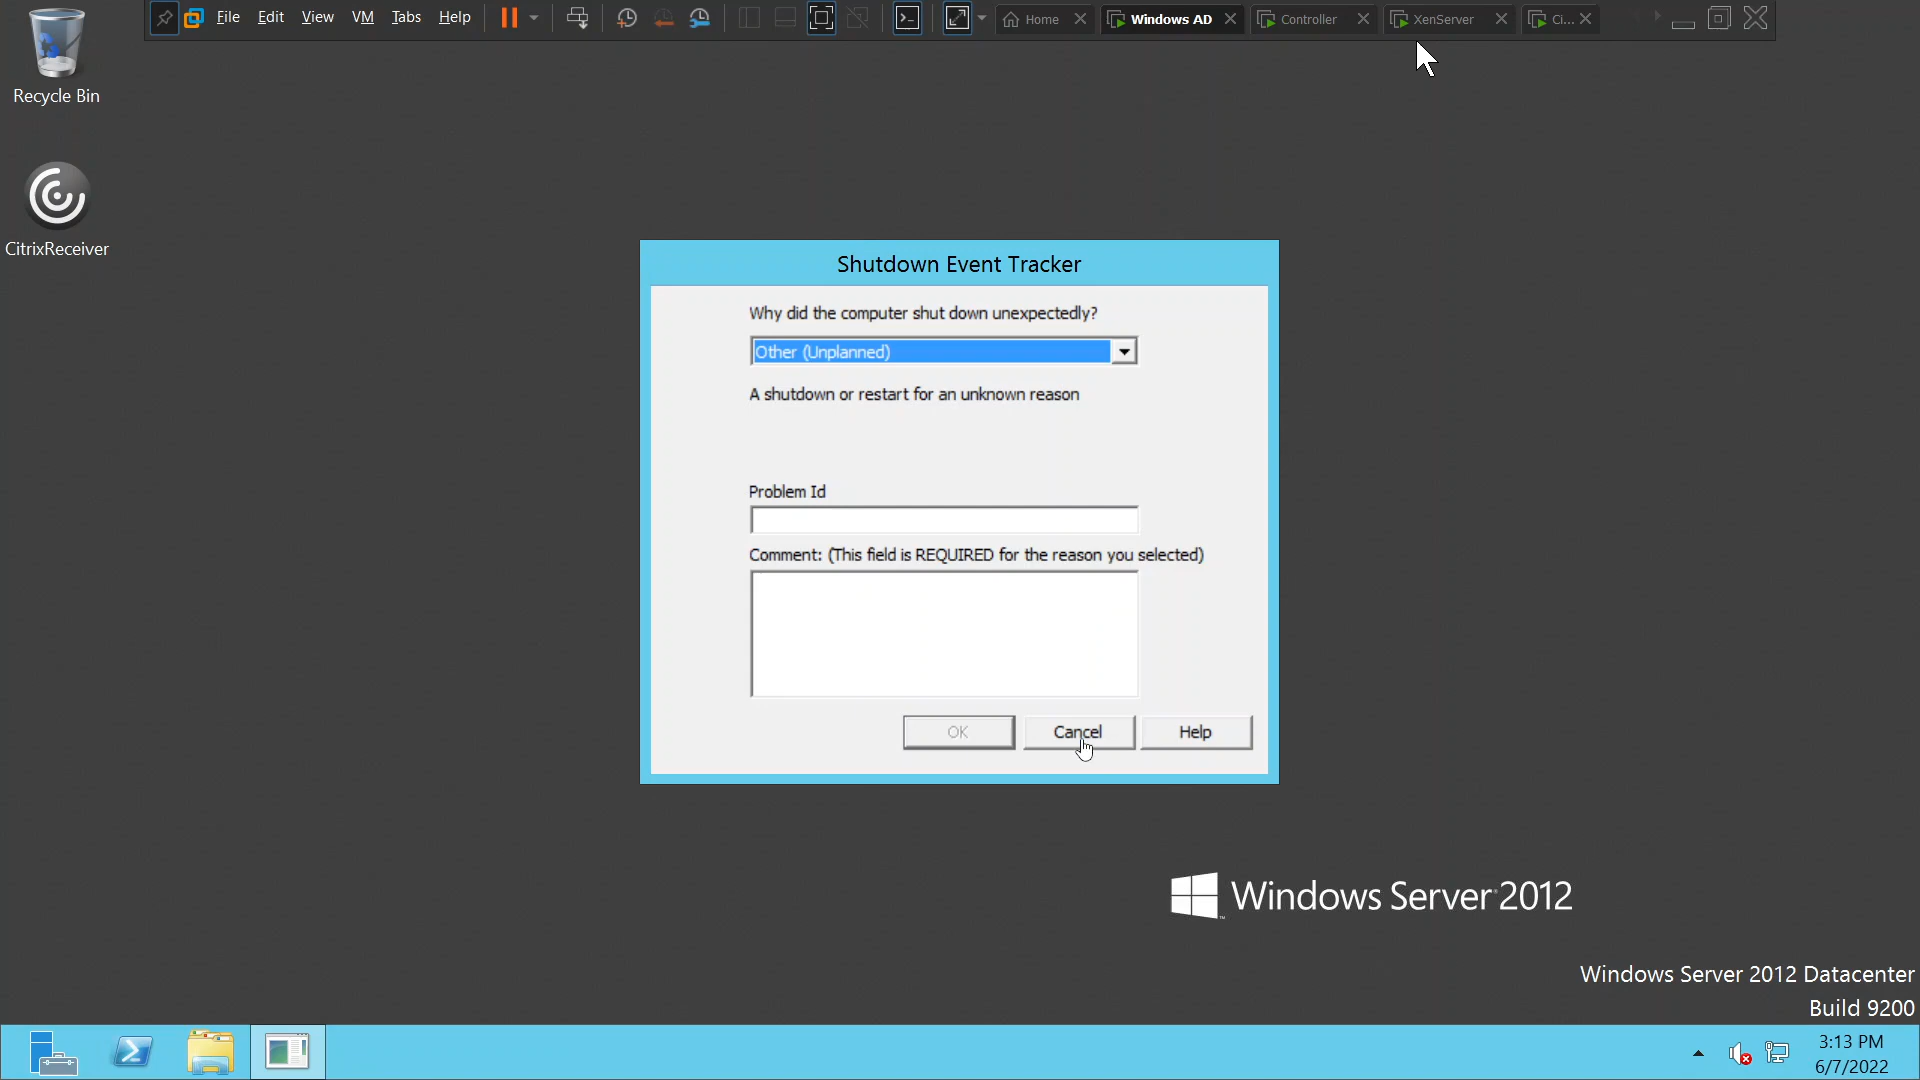 File Edit View VM Tabs Help Home Windows AD Controller XenServer Ci...
Recycle Bin
CitrixReceiver
Shutdown Event Tracker
Why did the computer shut down unexpectedly?
Other (Unplanned)
A shutdown or restart for an unknown reason
Problem Id
Comment: (This field is REQUIRED for the reason you selected)
OK Cancel Help
Windows Server 2012
Windows Server 2012 Datacenter
Build 9200
3:13 PM
6/7/2022